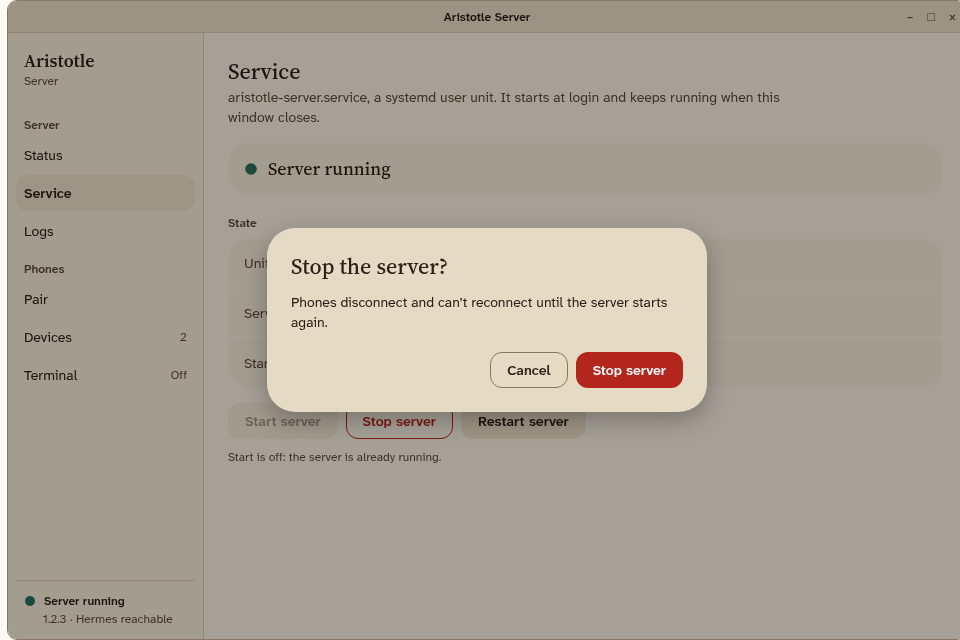 Aristotle Server
Aristotle
Server
Server
Status
Service
Logs
Phones
Pair
Devices 2
Terminal Off
Server running
1.2.3 · Hermes reachable
Service
aristotle-server.service, a systemd user unit. It starts at login and keeps running when this
window closes.
Server running
State
Stop the server?
Phones disconnect and can't reconnect until the server starts
again.
Cancel Stop server
Start server Stop server Restart server
Start is off: the server is already running.